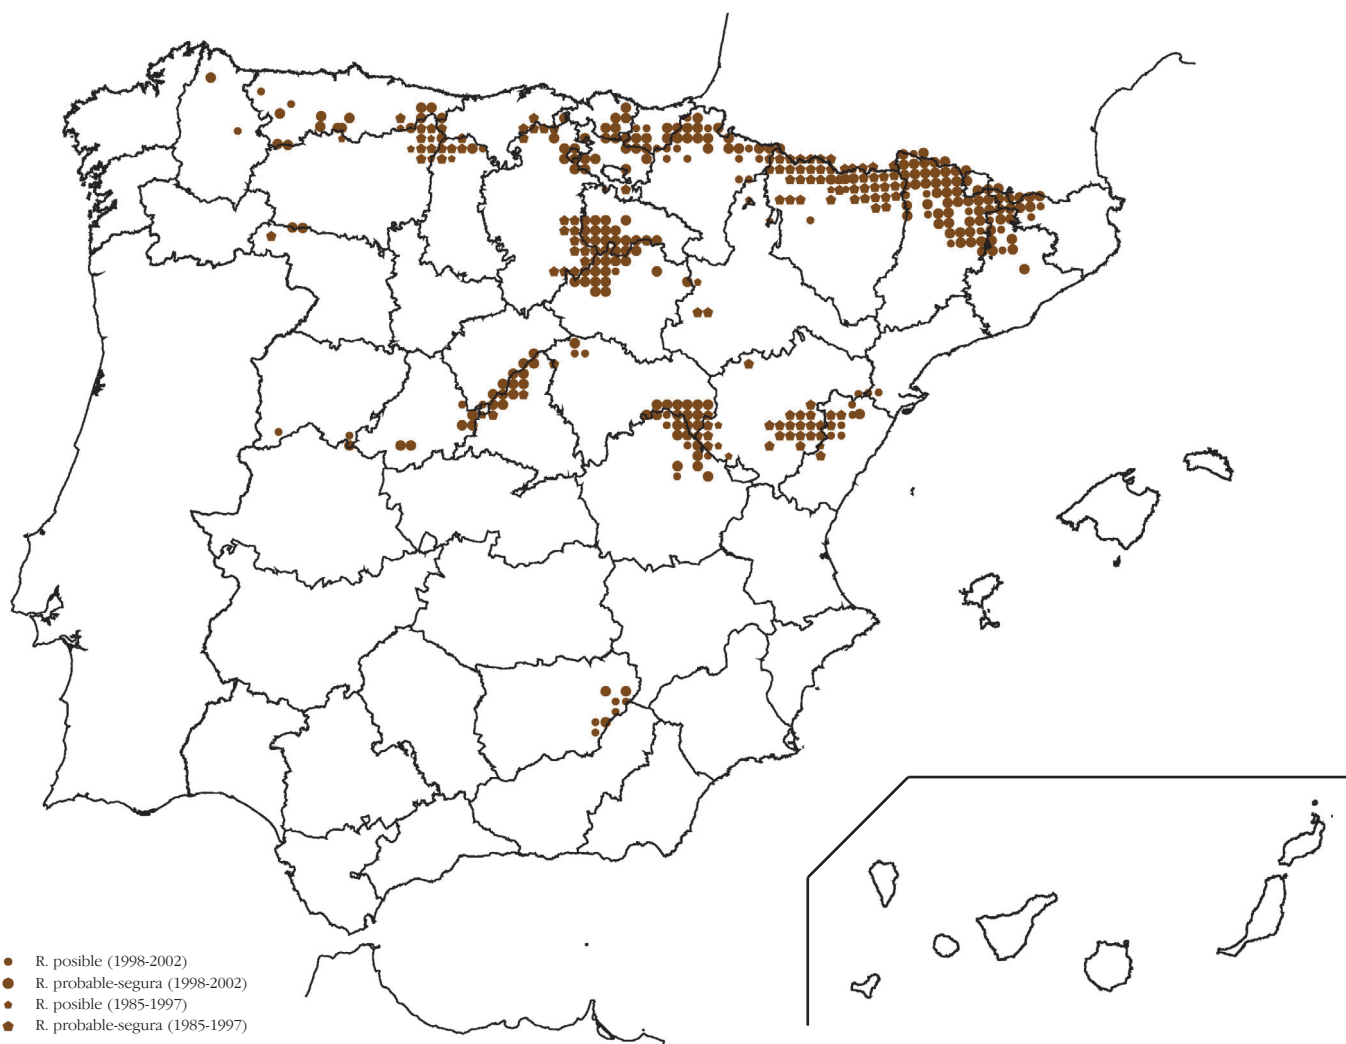 R. posible (1998-2002)
R. probable-segura (1998-2002)
R. posible (1985-1997)
R. probable-segura (1985-1997)